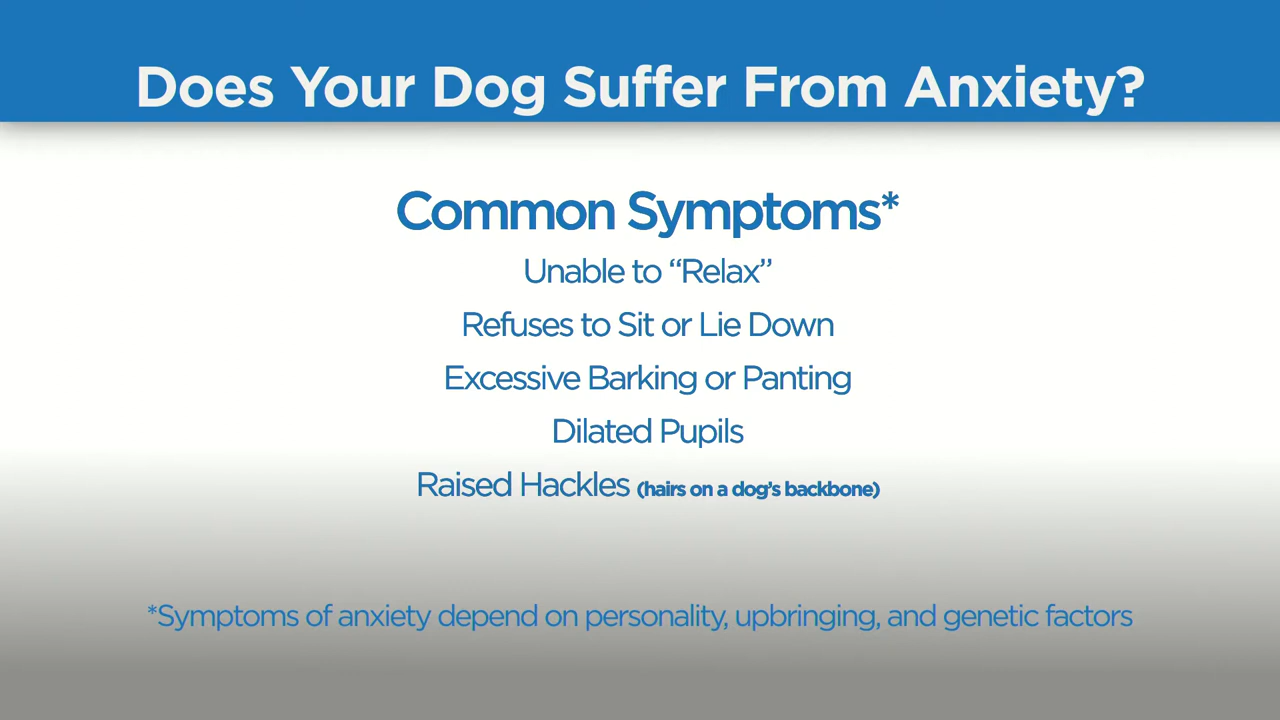 Does Your Dog Suffer From Anxiety?
Common Symptoms*
Unable to “Relax”
Refuses to Sit or Lie Down
Excessive Barking or Panting
Dilated Pupils
Raised Hackles (hairs on a dog’s backbone)
*Symptoms of anxiety depend on personality, upbringing, and genetic factors